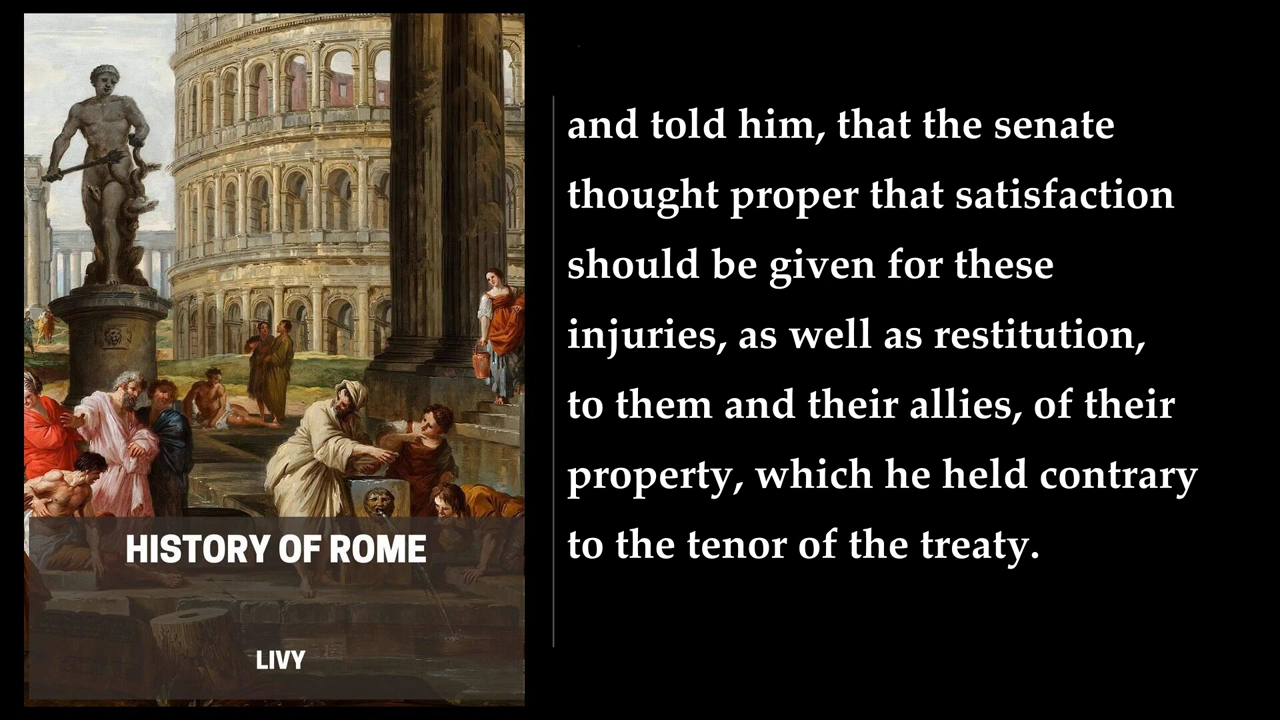 HISTORY OF ROME
LIVY
and told him, that the senate
thought proper that satisfaction
should be given for these
injuries, as well as restitution,
to them and their allies, of their
property, which he held contrary
to the tenor of the treaty.